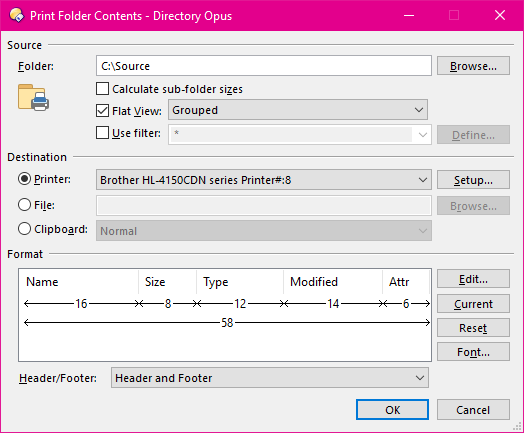 Print Folder Contents - Directory Opus
Source
Folder: C:\Source Browse...
Calculate sub-folder sizes
Flat View: Grouped
Use filter: * Define...
Destination
Printer: Brother HL-4150CDN series Printer#:8 Setup...
File: Browse...
Clipboard: Normal
Format
Name Size Type Modified Attr Edit...
16 8 12 14 6 Current
58 Reset
Font...
Header/Footer: Header and Footer
OK Cancel